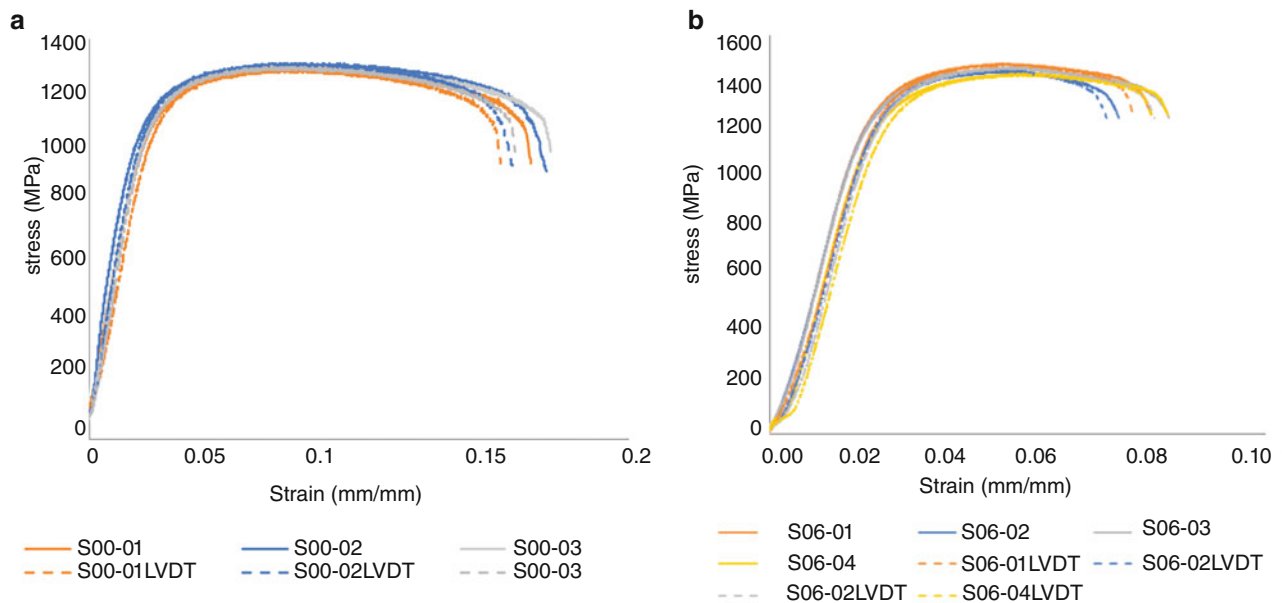 a
1400
1200
1000
800
600
400
200
0
stress (MPa)
0 0.05 0.1 0.15 0.2
Strain (mm/mm)
S00-01 S00-02 S00-03
S00-01LVDT S00-02LVDT S00-03
b
1600
1400
1200
1000
800
600
400
200
0
stress (MPa)
0.00 0.02 0.04 0.06 0.08 0.10
Strain (mm/mm)
S06-01 S06-02 S06-03
S06-04 S06-01LVDT S06-02LVDT
S06-02LVDT S06-04LVDT